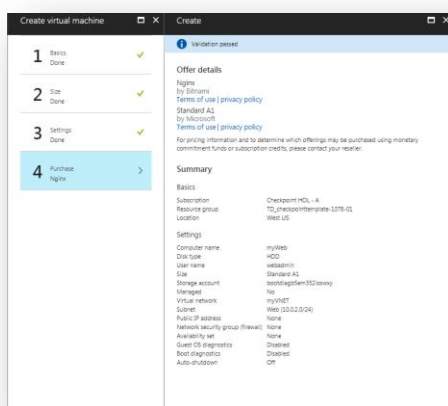 Create virtual machine
1 Basics
Done
2 Size
Done
3 Settings
Done
4 Purchase
Nginx
Create
Validation passed
Offer details
Nginx
by Bitnami
Terms of use | privacy policy
Standard A1
by Microsoft
Terms of use | privacy policy
For pricing information and to determine which offerings may be purchased using monetary
commitment funds or subscription credits, please contact your reseller.
Summary
Basics
Subscription Checkpoint HOL - A
Resource group TD_checkpointtemplate-1078-01
Location West US
Settings
Computer name myWeb
Disk type HDD
User name webadmin
Size Standard A1
Storage account
Managed No
Virtual network myVNET
Subnet Web (10.0.2.0/24)
Public IP address None
Network security group (firewall) None
Availability set None
Guest OS diagnostics Disabled
Boot diagnostics Disabled
Auto-shutdown Off